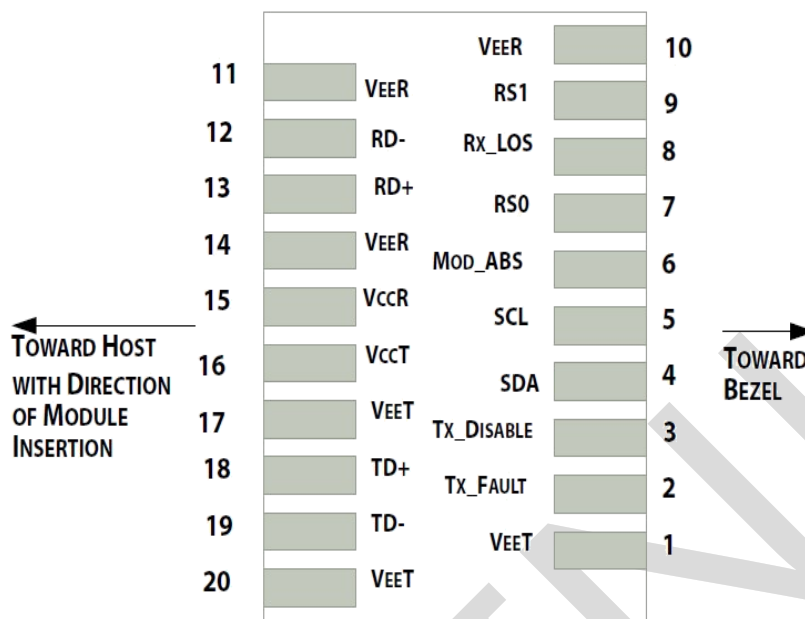 11
VEER
12
RD-
13
RD+
14
VEER
15
VCCR
16
VCCT
17
VEET
18
TD+
19
TD-
20
VEET
VEER
10
RS1
9
RX_LOS
8
RS0
7
MOD_ABS
6
SCL
5
SDA
4
TX_DISABLE
3
TX_FAULT
2
VEET
1
TOWARD HOST
WITH DIRECTION
OF MODULE
INSERTION
TOWARD
BEZEL